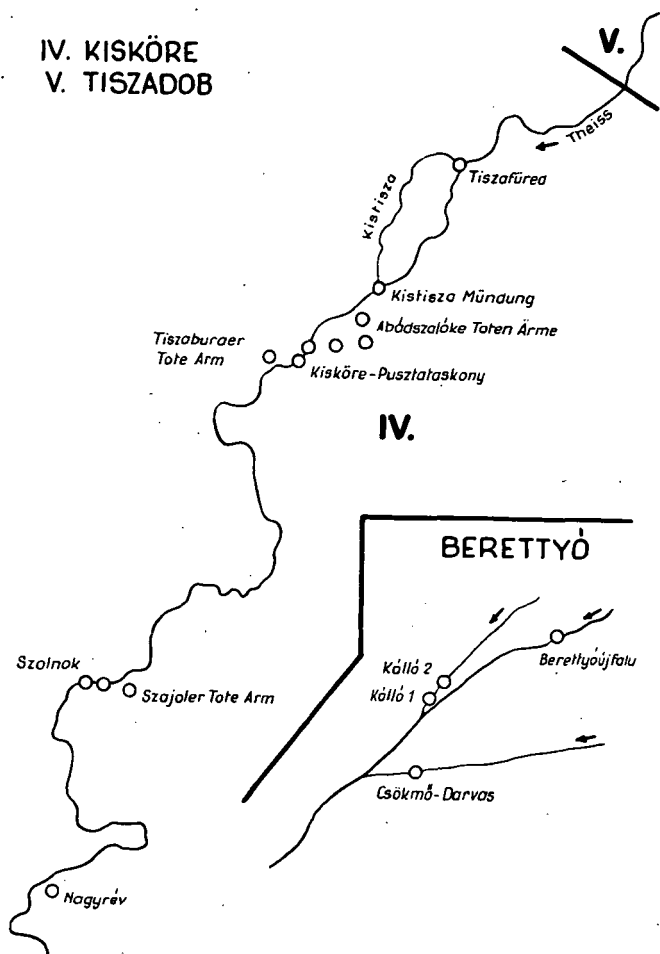 IV. KISKÖRE
V. TISZADOB
V.
Theiss
Tiszafüred
Kistisza
Kistisza Mündung
Abádszalóke Toten Ärme
Tiszaburaer
Tote Arm
Kisköre-Pusztataskony
IV.
BERETTYÓ
Berettyóújfalu
Kálló 2
Kálló 1
Szolnok
Szajoler Tote Arm
Csökmő-Darvas
Nagyrév